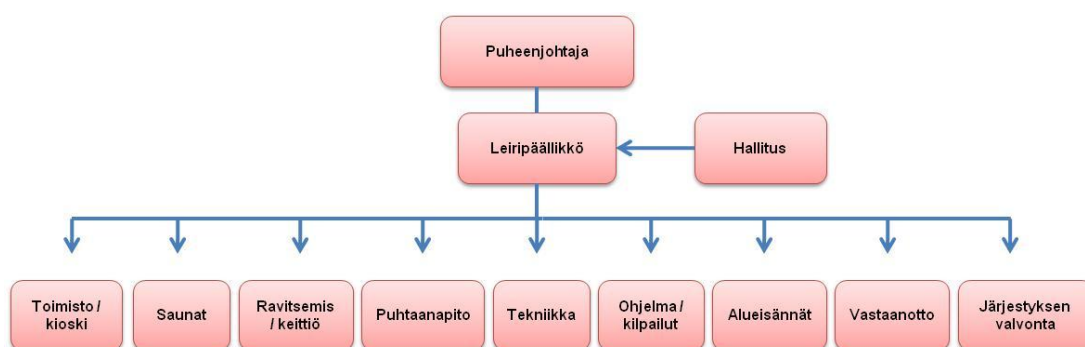 Puheenjohtaja
Leiripäällikkö
Hallitus
Toimisto /
kioski
Saunat
Ravitsemis
/ keittiö
Puhtaanapito
Tekniikka
Ohjelma /
kilpailut
Alueisännät
Vastaanotto
Järjestyksen
valvonta